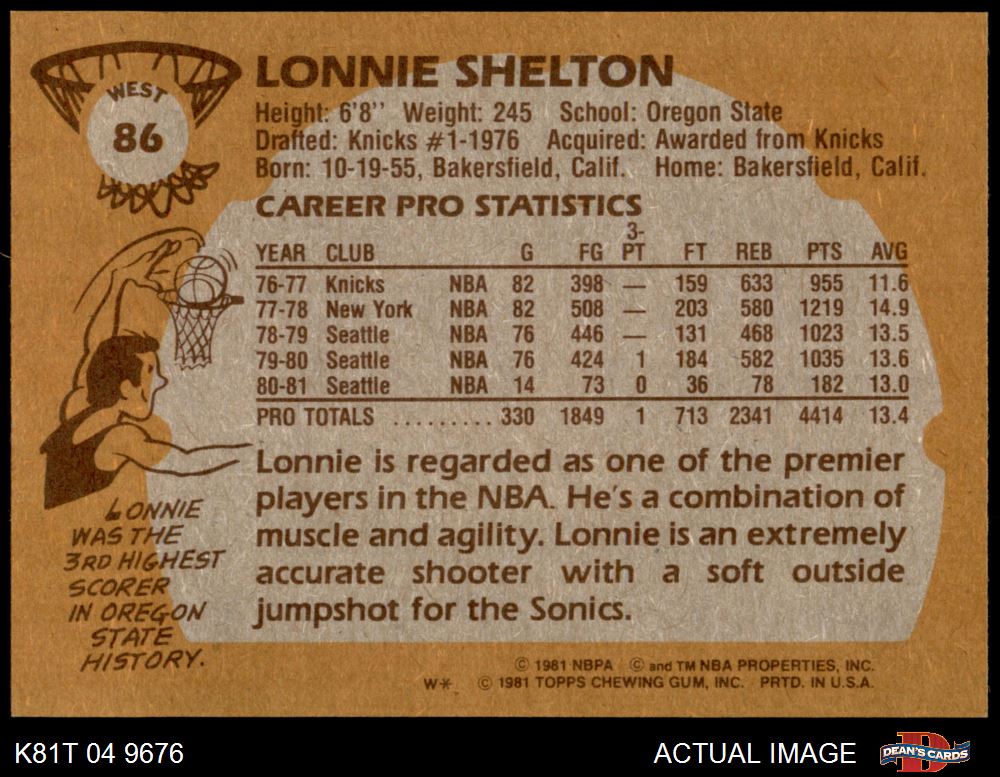 WEST
86
LONNIE SHELTON
Height: 6'8'' Weight: 245 School: Oregon State
Drafted: Knicks #1-1976 Acquired: Awarded from Knicks
Born: 10-19-55, Bakersfield, Calif. Home: Bakersfield, Calif.
CAREER PRO STATISTICS
YEAR CLUB G FG 3-PT FT REB PTS AVG
76-77 Knicks NBA 82 398 — 159 633 955 11.6
77-78 New York NBA 82 508 — 203 580 1219 14.9
78-79 Seattle NBA 76 446 — 131 468 1023 13.5
79-80 Seattle NBA 76 424 1 184 582 1035 13.6
80-81 Seattle NBA 14 73 0 36 78 182 13.0
PRO TOTALS .......... 330 1849 1 713 2341 4414 13.4
Lonnie is regarded as one of the premier
players in the NBA. He's a combination of
muscle and agility. Lonnie is an extremely
accurate shooter with a soft outside
jumpshot for the Sonics.
LONNIE
WAS THE
3RD HIGHEST
SCORER
IN OREGON
STATE
HISTORY.
© 1981 NBPA © and TM NBA PROPERTIES, INC.
W* © 1981 TOPPS CHEWING GUM, INC. PRTD. IN U.S.A.
K81T 04 9676
ACTUAL IMAGE
DEAN'S CARDS